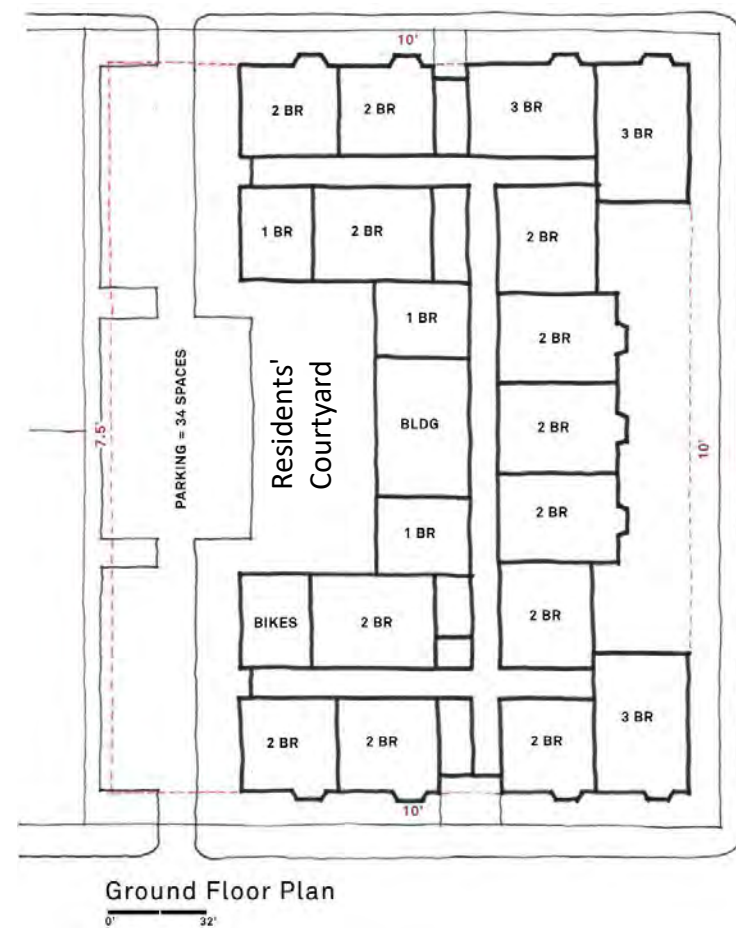 10'
2 BR
2 BR
3 BR
3 BR
1 BR
2 BR
2 BR
1 BR
2 BR
PARKING = 34 SPACES
Residents'
Courtyard
BLDG
2 BR
7.5'
10'
1 BR
2 BR
BIKES
2 BR
2 BR
2 BR
2 BR
2 BR
3 BR
10'
Ground Floor Plan
0' 32'